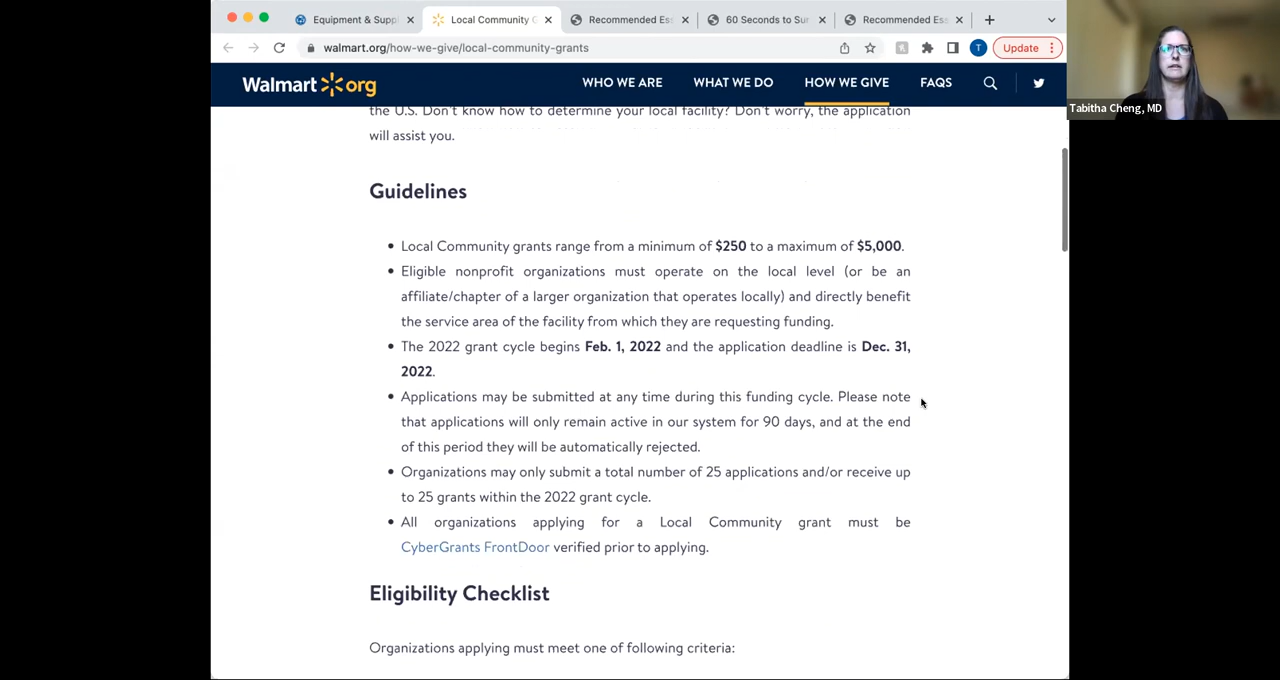 Equipment & Suppl
Local Community G
Recommended Ess
60 Seconds to Sur
Recommended Ess
walmart.org/how-we-give/local-community-grants
T
Update
Walmart org
WHO WE ARE
WHAT WE DO
HOW WE GIVE
FAQS
Tabitha Cheng, MD
the U.S. Don't know how to determine your local facility? Don't worry, the application
will assist you.
Guidelines
• Local Community grants range from a minimum of $250 to a maximum of $5,000.
• Eligible nonprofit organizations must operate on the local level (or be an
affiliate/chapter of a larger organization that operates locally) and directly benefit
the service area of the facility from which they are requesting funding.
• The 2022 grant cycle begins Feb. 1, 2022 and the application deadline is Dec. 31,
2022.
• Applications may be submitted at any time during this funding cycle. Please note
that applications will only remain active in our system for 90 days, and at the end
of this period they will be automatically rejected.
• Organizations may only submit a total number of 25 applications and/or receive up
to 25 grants within the 2022 grant cycle.
• All organizations applying for a Local Community grant must be
CyberGrants FrontDoor verified prior to applying.
Eligibility Checklist
Organizations applying must meet one of following criteria: